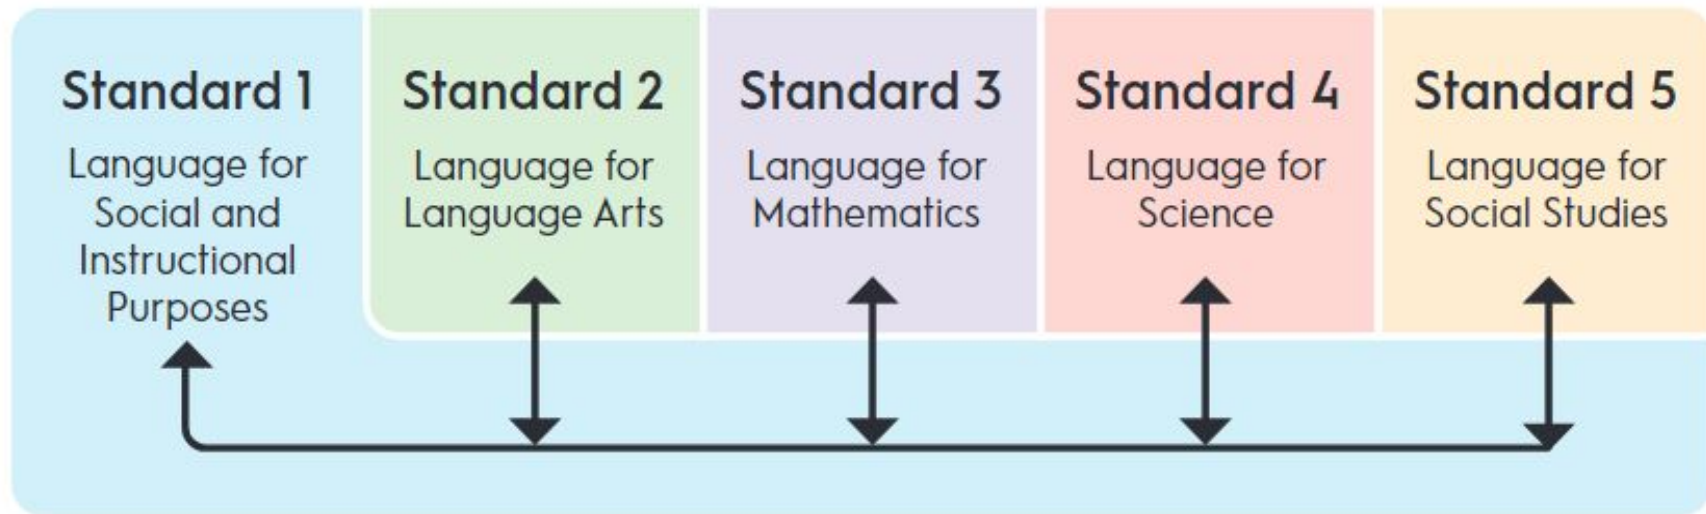 Standard 1
Language for
Social and
Instructional
Purposes
Standard 2
Language for
Language Arts
Standard 3
Language for
Mathematics
Standard 4
Language for
Science
Standard 5
Language for
Social Studies